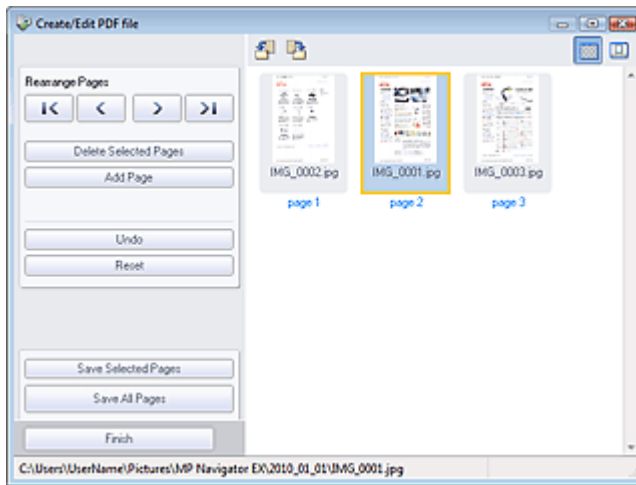 Create/Edit PDF file
Rearrange Pages
Delete Selected Pages
Add Page
Undo
Reset
Save Selected Pages
Save All Pages
Finish
IMG_0002.jpg
IMG_0001.jpg
IMG_0003.jpg
page 1
page 2
page 3
C:\Users\UserName\Pictures\MP Navigator EX\2010_01_01\IMG_0001.jpg